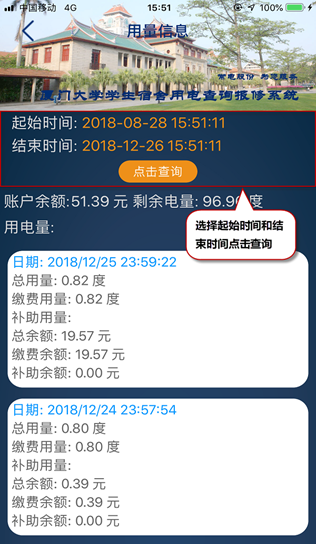 中国移动 4G 15:51 100%
用量信息
常电股份 为您服务
厦门大学学生宿舍用电查询报修系统
起始时间: 2018-08-28 15:51:11
结束时间: 2018-12-26 15:51:11
点击查询
账户余额:51.39 元 剩余电量: 96.96 度
用电量:
选择起始时间和结
束时间点击查询
日期: 2018/12/25 23:59:22
总用量: 0.82 度
缴费用量: 0.82 度
补助用量:
总余额: 19.57 元
缴费余额: 19.57 元
补助余额: 0.00 元
日期: 2018/12/24 23:57:54
总用量: 0.80 度
缴费用量: 0.80 度
补助用量:
总余额: 0.39 元
缴费余额: 0.39 元
补助余额: 0.00 元